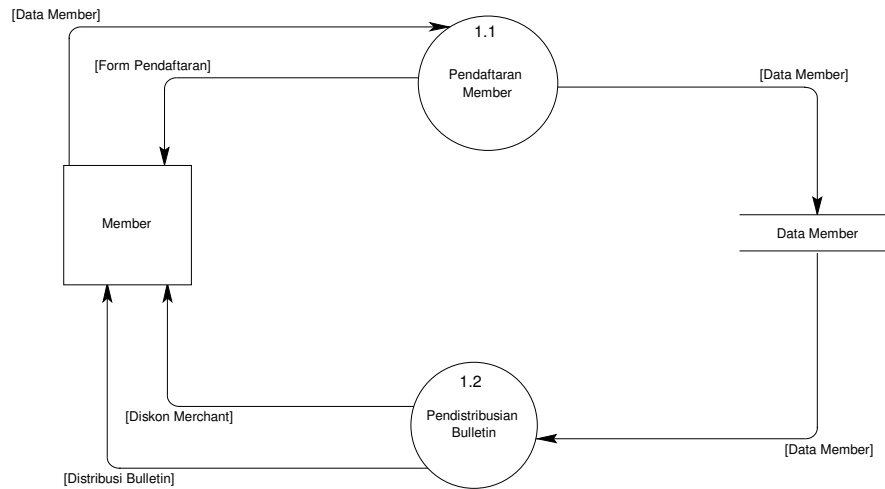 [Data Member]
1.1
[Form Pendaftaran]
Pendaftaran
Member
[Data Member]
Member
Data Member
1.2
[Diskon Merchant]
Pendistribusian
Bulletin
[Data Member]
[Distribusi Bulletin]